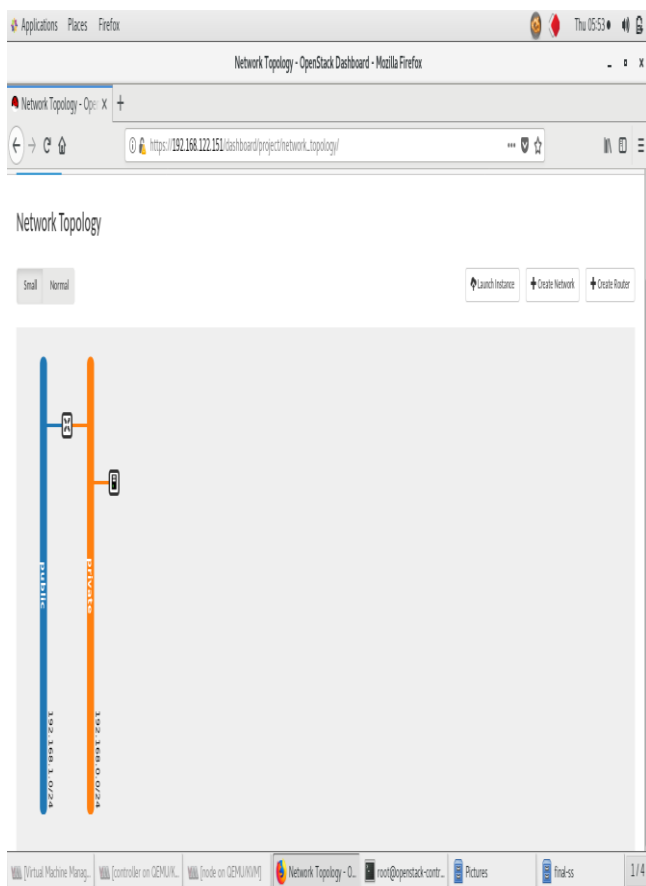 Applications Places Firefox Thu 05:53
Network Topology - OpenStack Dashboard - Mozilla Firefox
Network Topology - Ope
https://192.168.122.151/dashboard/project/network_topology/
Network Topology
Small Normal Launch Instance Create Network Create Router
public
private
192.168.1.0/24
192.168.0.0/24
[Virtual Machine Manag... [controller on QEMU/K... [node on QEMU/KVM] Network Topology - O... root@openstack-contr... Pictures final-ss 1/4